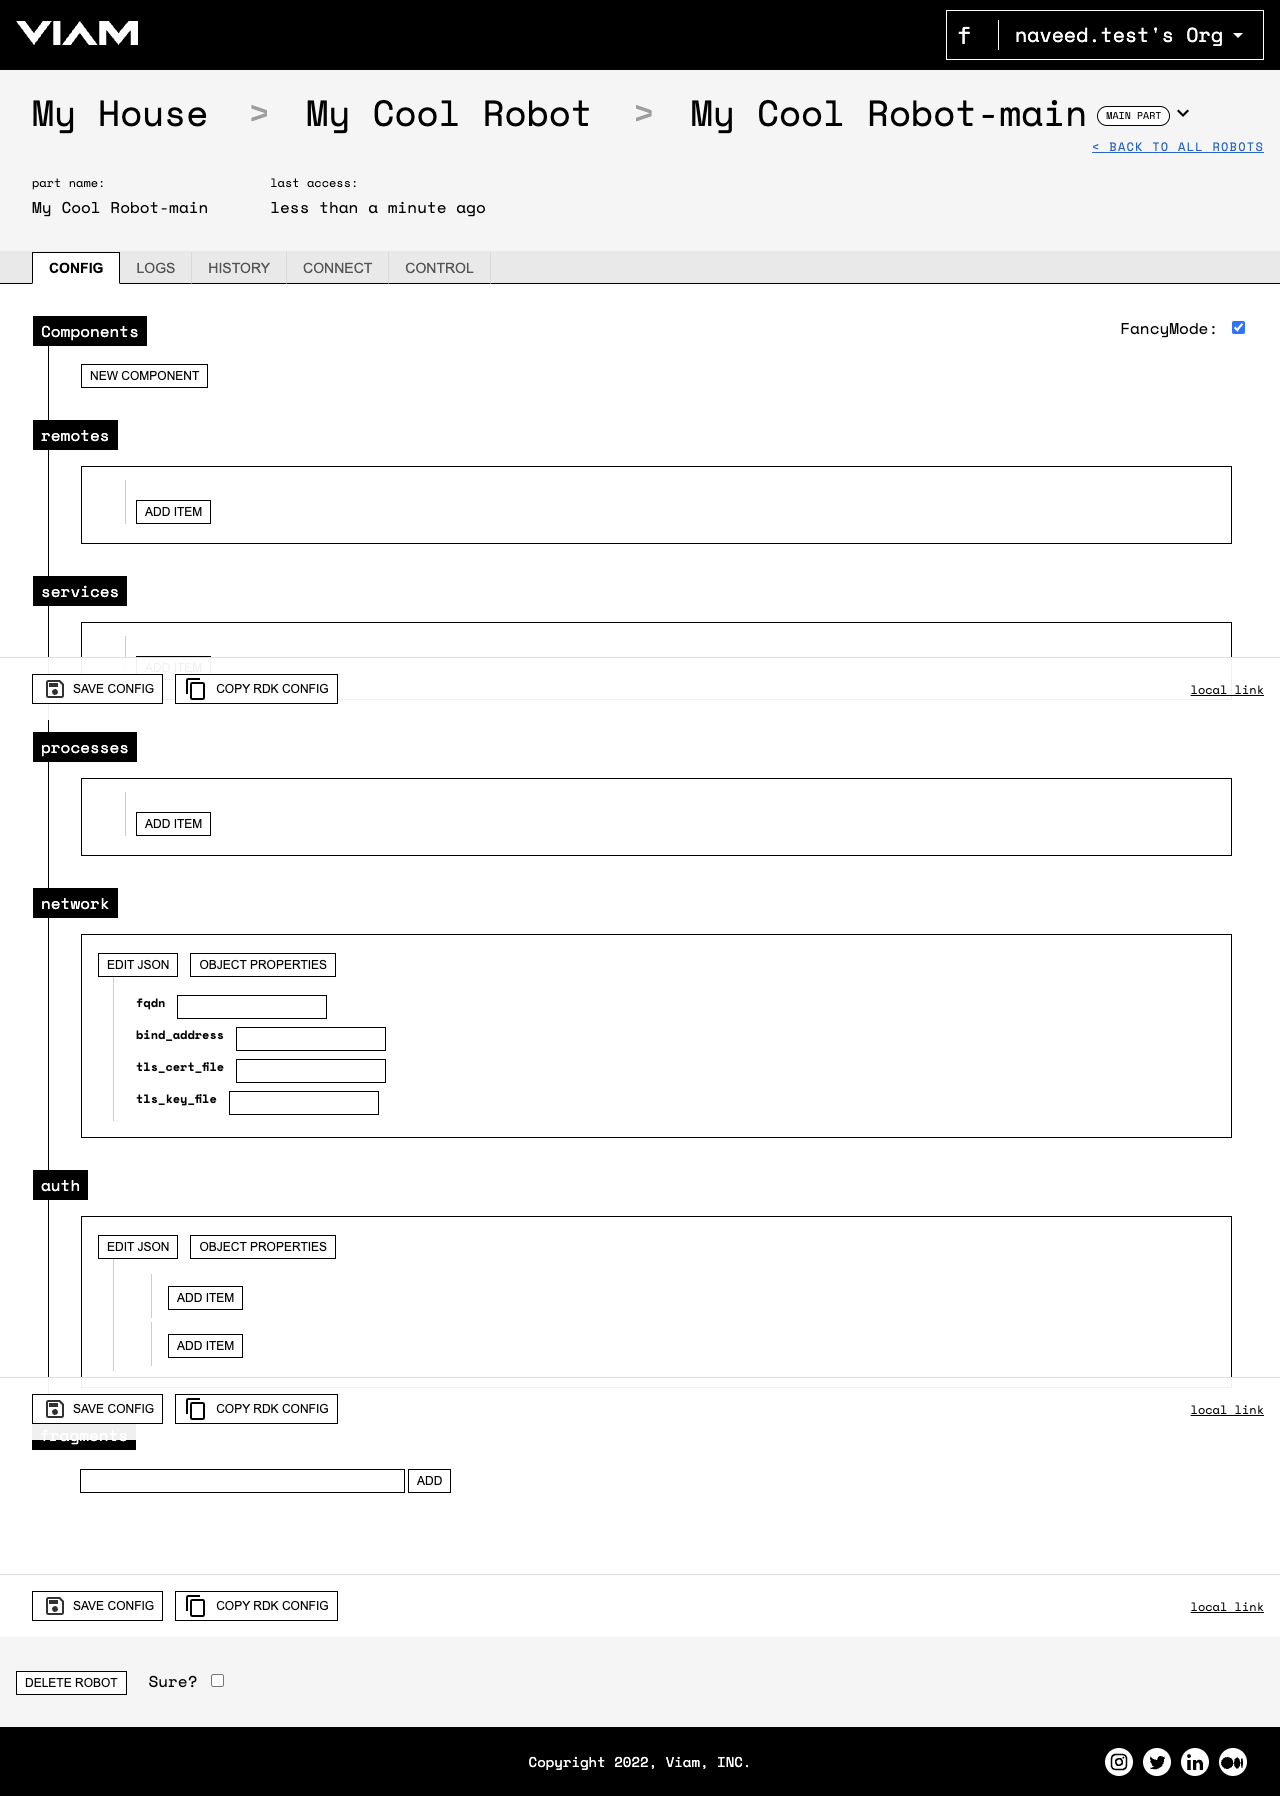 VIAM
f naveed.test's Org
My House > My Cool Robot > My Cool Robot-main MAIN PART
< BACK TO ALL ROBOTS
part name: last access:
My Cool Robot-main less than a minute ago
CONFIG LOGS HISTORY CONNECT CONTROL
Components FancyMode:
NEW COMPONENT
remotes
ADD ITEM
services
ADD ITEM
SAVE CONFIG COPY RDK CONFIG local link
processes
ADD ITEM
network
EDIT JSON OBJECT PROPERTIES
fqdn
bind_address
tls_cert_file
tls_key_file
auth
EDIT JSON OBJECT PROPERTIES
ADD ITEM
ADD ITEM
SAVE CONFIG COPY RDK CONFIG local link
fragments
ADD
SAVE CONFIG COPY RDK CONFIG local link
DELETE ROBOT Sure?
Copyright 2022, Viam, INC. in